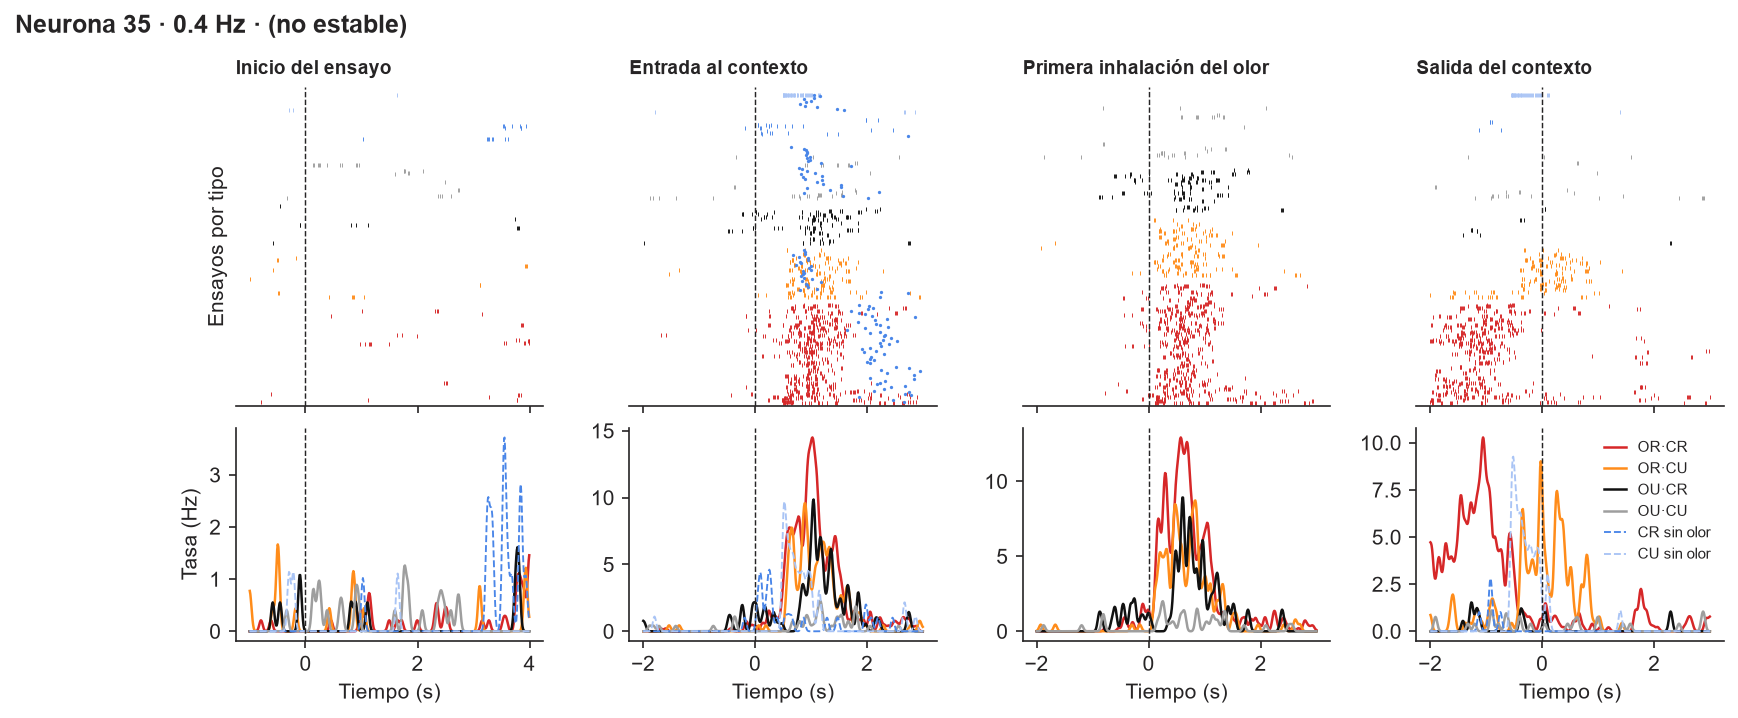 Neurona 35 · 0.4 Hz · (no estable)
Inicio del ensayo
Entrada al contexto
Primera inhalación del olor
Salida del contexto
Ensayos por tipo
Tasa (Hz)
3
2
1
0
0
2
4
Tiempo (s)
15
10
5
0
−2
0
2
Tiempo (s)
10
5
0
−2
0
2
Tiempo (s)
10.0
7.5
5.0
2.5
0.0
−2
0
2
Tiempo (s)
OR·CR
OR·CU
OU·CR
OU·CU
CR sin olor
CU sin olor